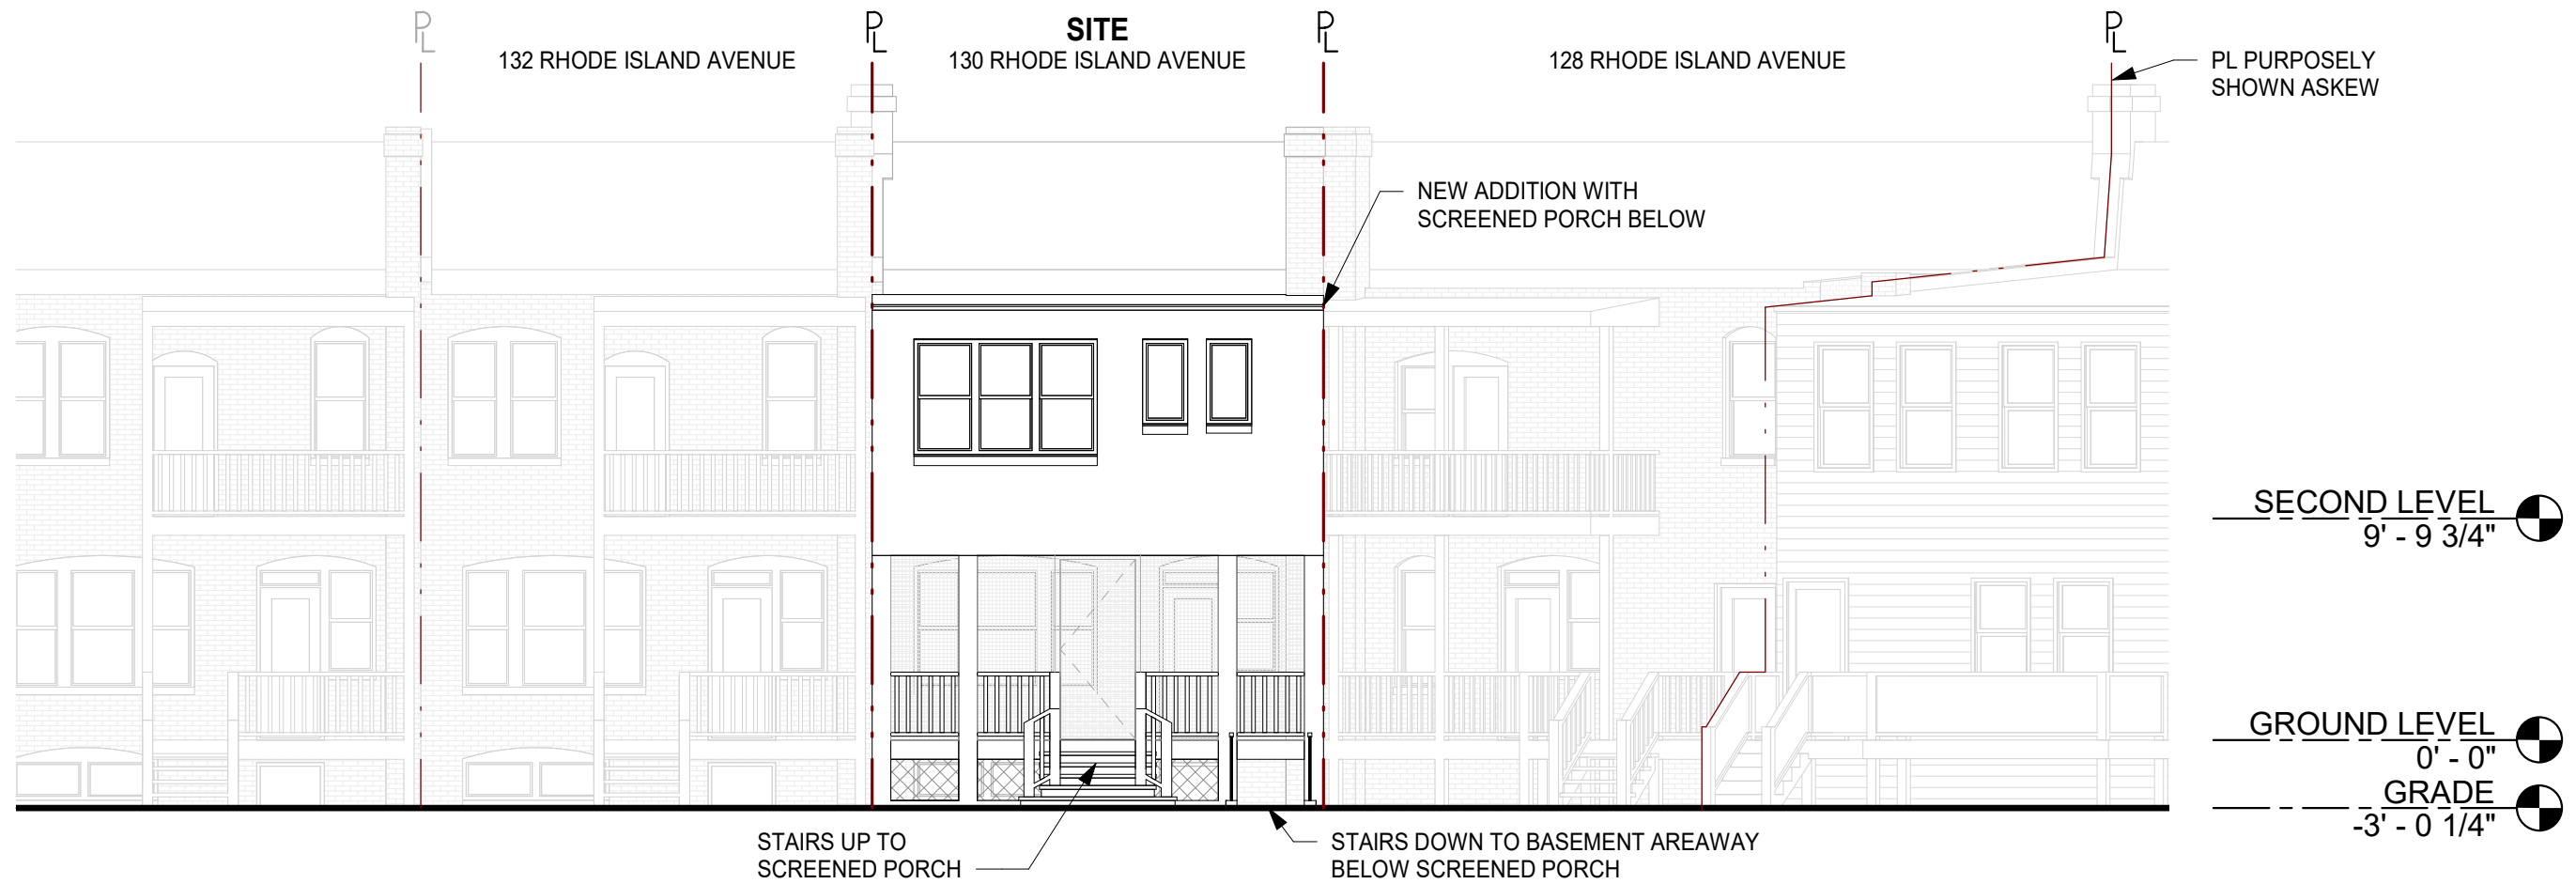 PL
132 RHODE ISLAND AVENUE
PL
SITE
130 RHODE ISLAND AVENUE
PL
128 RHODE ISLAND AVENUE
PL
PL PURPOSELY
SHOWN ASKEW
NEW ADDITION WITH
SCREENED PORCH BELOW
SECOND LEVEL
9' - 9 3/4"
GROUND LEVEL
0' - 0"
GRADE
-3' - 0 1/4"
STAIRS UP TO
SCREENED PORCH
STAIRS DOWN TO BASEMENT AREAWAY
BELOW SCREENED PORCH